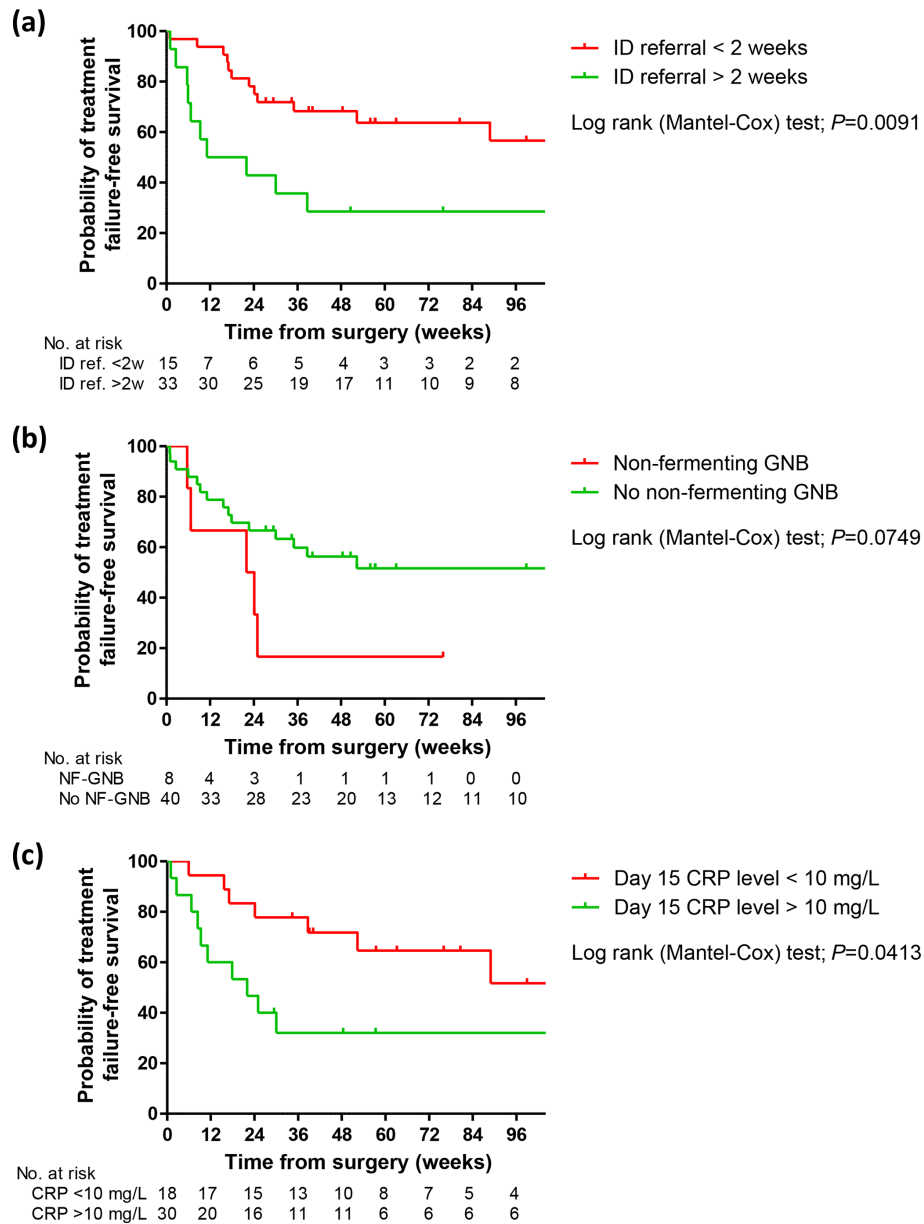 (a)
ID referral < 2 weeks
ID referral > 2 weeks
Log rank (Mantel-Cox) test; P=0.0091
Probability of treatment
failure-free survival
100
80
60
40
20
0
0 12 24 36 48 60 72 84 96
Time from surgery (weeks)
No. at risk
ID ref. <2w 15 7 6 5 4 3 3 2 2
ID ref. >2w 33 30 25 19 17 11 10 9 8
(b)
Non-fermenting GNB
No non-fermenting GNB
Log rank (Mantel-Cox) test; P=0.0749
Probability of treatment
failure-free survival
100
80
60
40
20
0
0 12 24 36 48 60 72 84 96
Time from surgery (weeks)
No. at risk
NF-GNB 8 4 3 1 1 1 1 0 0
No NF-GNB 40 33 28 23 20 13 12 11 10
(c)
Day 15 CRP level < 10 mg/L
Day 15 CRP level > 10 mg/L
Log rank (Mantel-Cox) test; P=0.0413
Probability of treatment
failure-free survival
100
80
60
40
20
0
0 12 24 36 48 60 72 84 96
Time from surgery (weeks)
No. at risk
CRP <10 mg/L 18 17 15 13 10 8 7 5 4
CRP >10 mg/L 30 20 16 11 11 6 6 6 6